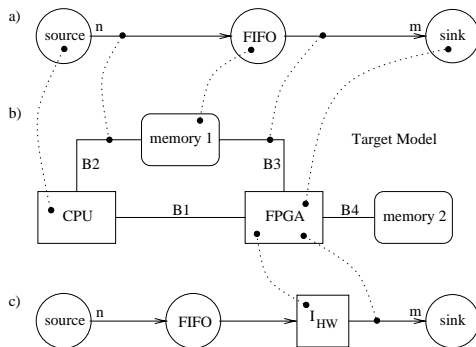 a) source n FIFO m sink
b)
memory 1
Target Model
B2 B3
CPU B1 FPGA B4 memory 2
c) source n FIFO I_HW m sink